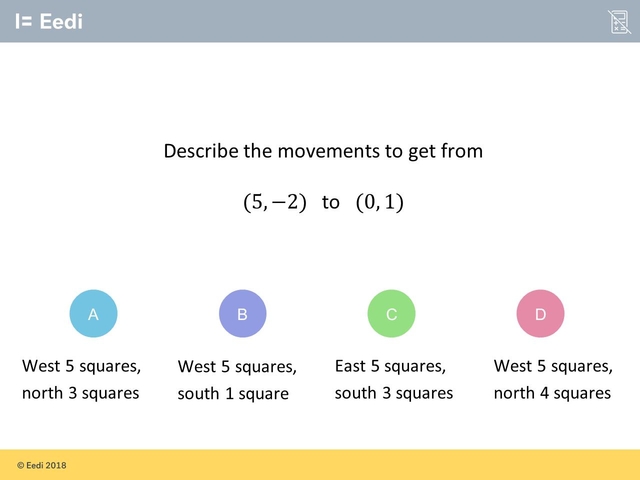 I= Eedi
Describe the movements to get from
(5, −2) to (0, 1)
A
B
C
D
West 5 squares,
north 3 squares
West 5 squares,
south 1 square
East 5 squares,
south 3 squares
West 5 squares,
north 4 squares
© Eedi 2018